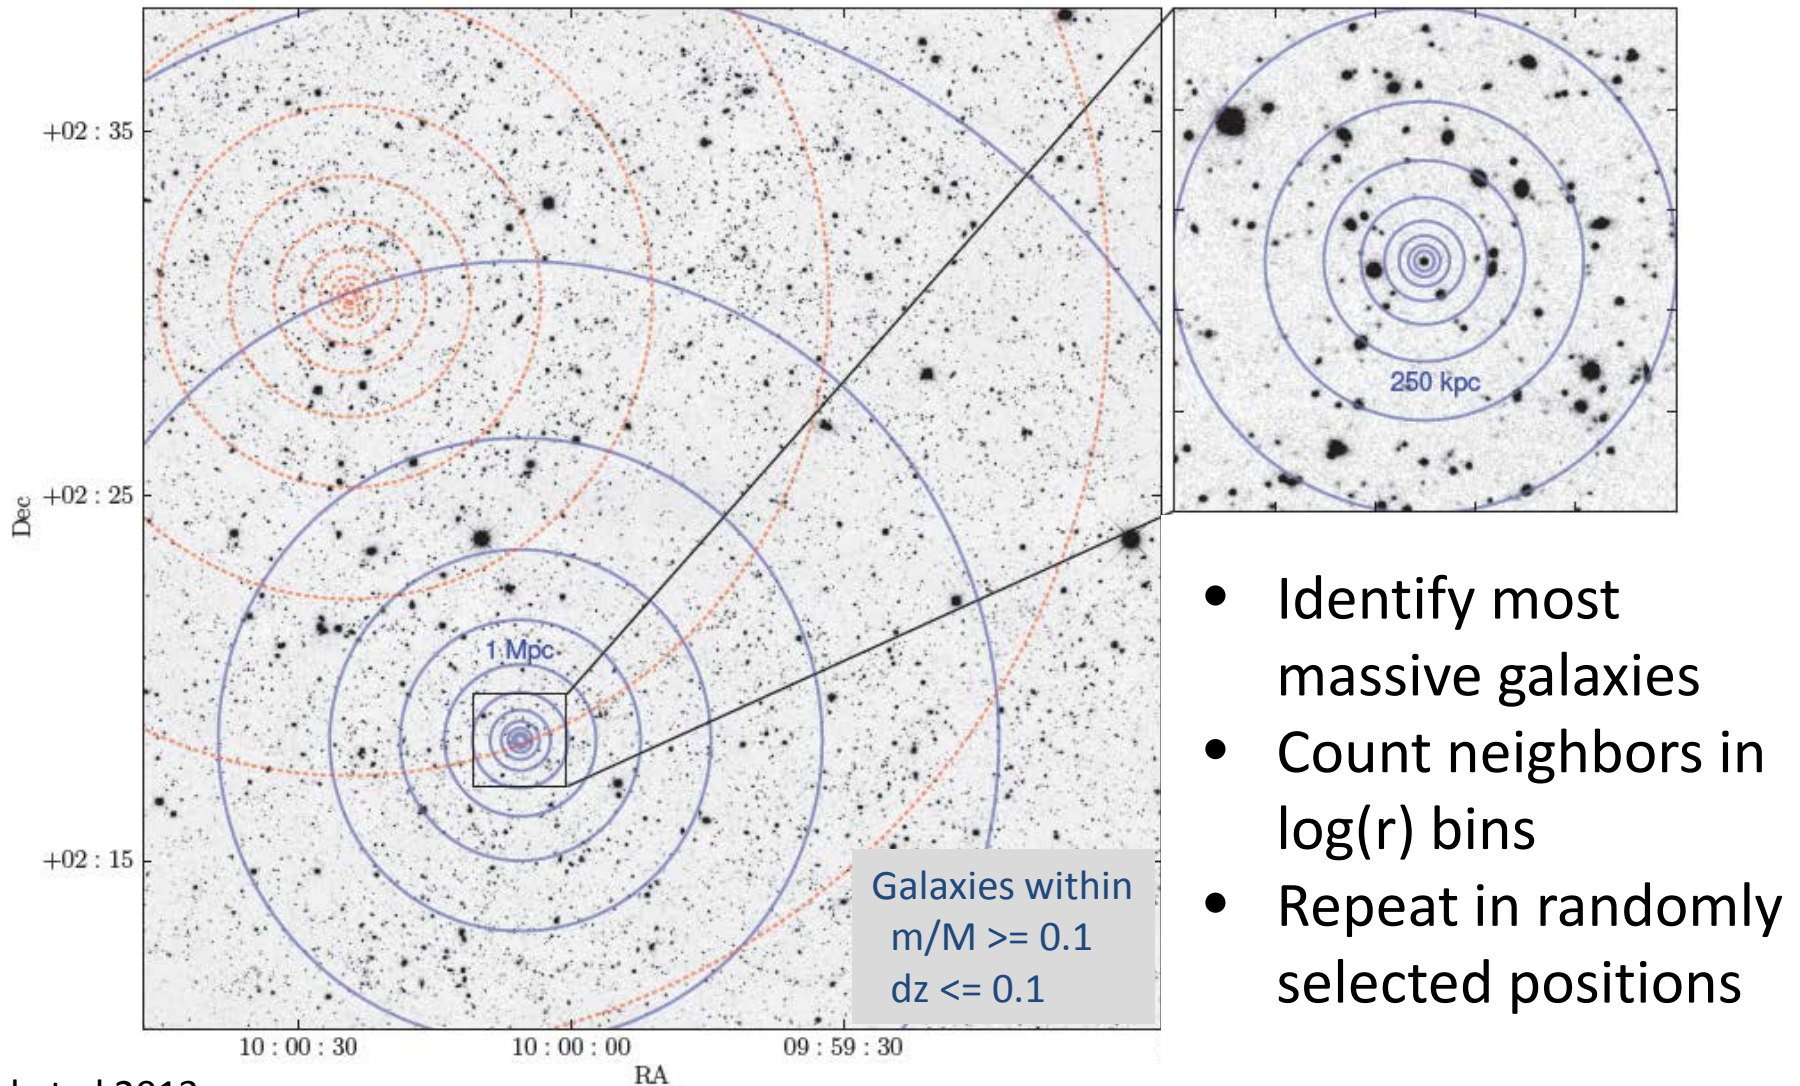 +02 : 35
+02 : 25
+02 : 15
Dec
10 : 00 : 30
10 : 00 : 00
09 : 59 : 30
RA
1 Mpc
250 kpc
Galaxies within
m/M >= 0.1
dz <= 0.1
• Identify most
massive galaxies
• Count neighbors in
log(r) bins
• Repeat in randomly
selected positions